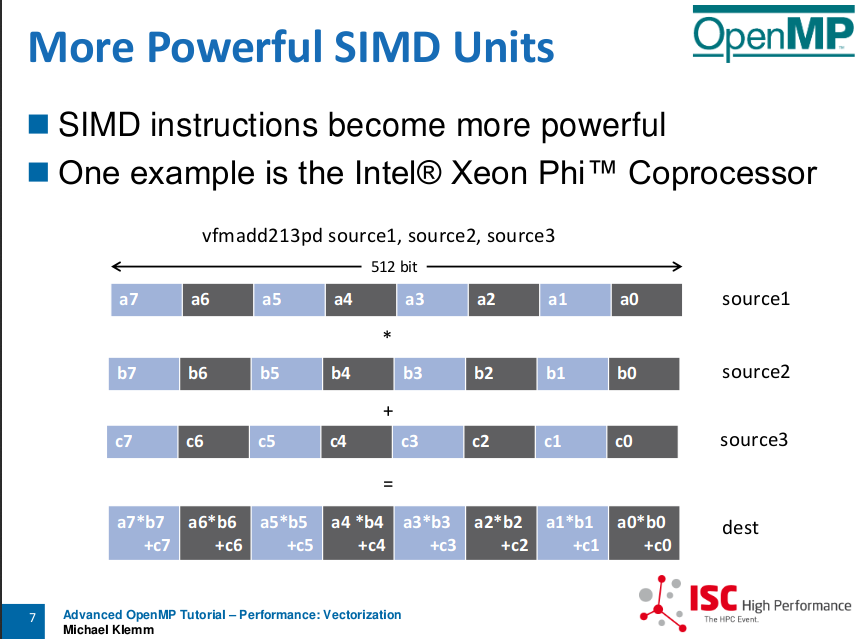 More Powerful SIMD Units
OpenMP™
SIMD instructions become more powerful
One example is the Intel® Xeon Phi™ Coprocessor
vfmadd213pd source1, source2, source3
512 bit
a7 a6 a5 a4 a3 a2 a1 a0 source1
*
b7 b6 b5 b4 b3 b2 b1 b0 source2
+
c7 c6 c5 c4 c3 c2 c1 c0 source3
=
a7*b7 a6*b6 a5*b5 a4 *b4 a3*b3 a2*b2 a1*b1 a0*b0
+c7 +c6 +c5 +c4 +c3 +c2 +c1 +c0
dest
7
Advanced OpenMP Tutorial – Performance: Vectorization
Michael Klemm
ISC High Performance
The HPC Event.